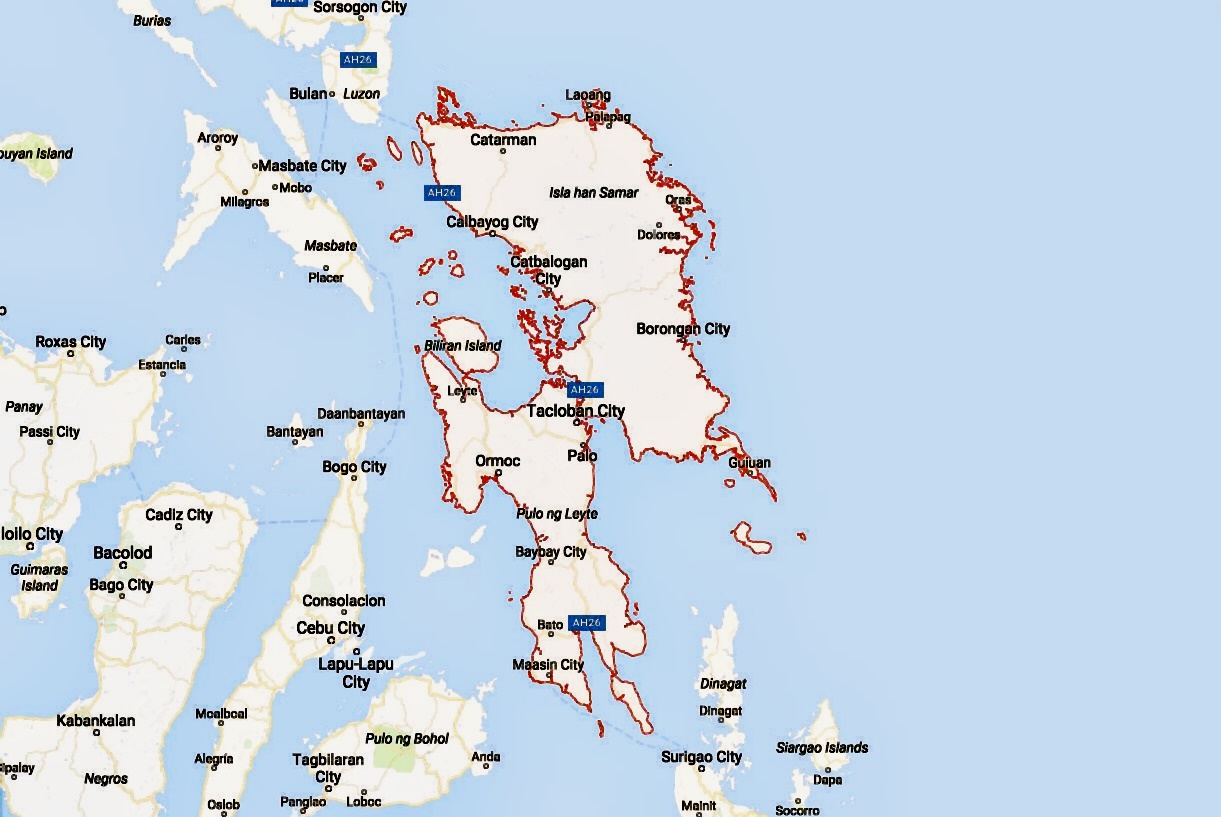 AH26
Sorsogon City
Burias
AH26
Bulan
Luzon
Laoang
Palapag
Aroroy
Catarman
ouyan Island
Masbate City
Mobo
Milagros
AH26
Isla han Samar
Oras
Calbayog City
Dolores
Masbate
Placer
Catbalogan
City
Borongan City
Roxas City
Carles
Biliran Island
Estancia
Leyte
AH26
Panay
Passi City
Daanbantayan
Tacloban City
Bantayan
Palo
Bogo City
Ormoc
Guiuan
Cadiz City
Pulo ng Leyte
loilo City
Bacolod
Baybay City
Guimaras
Island
Bago City
Consolacion
Cebu City
Bato
AH26
Lapu-Lapu
City
Maasin City
Dinagat
Dinagat
Moalboal
Kabankalan
Pulo ng Bohol
Siargao Islands
Alegria
Tagbilaran
City
Anda
Surigao City
ipalay
Negros
Dapa
Oslob
Panglao
Loboc
Mainit
Socorro